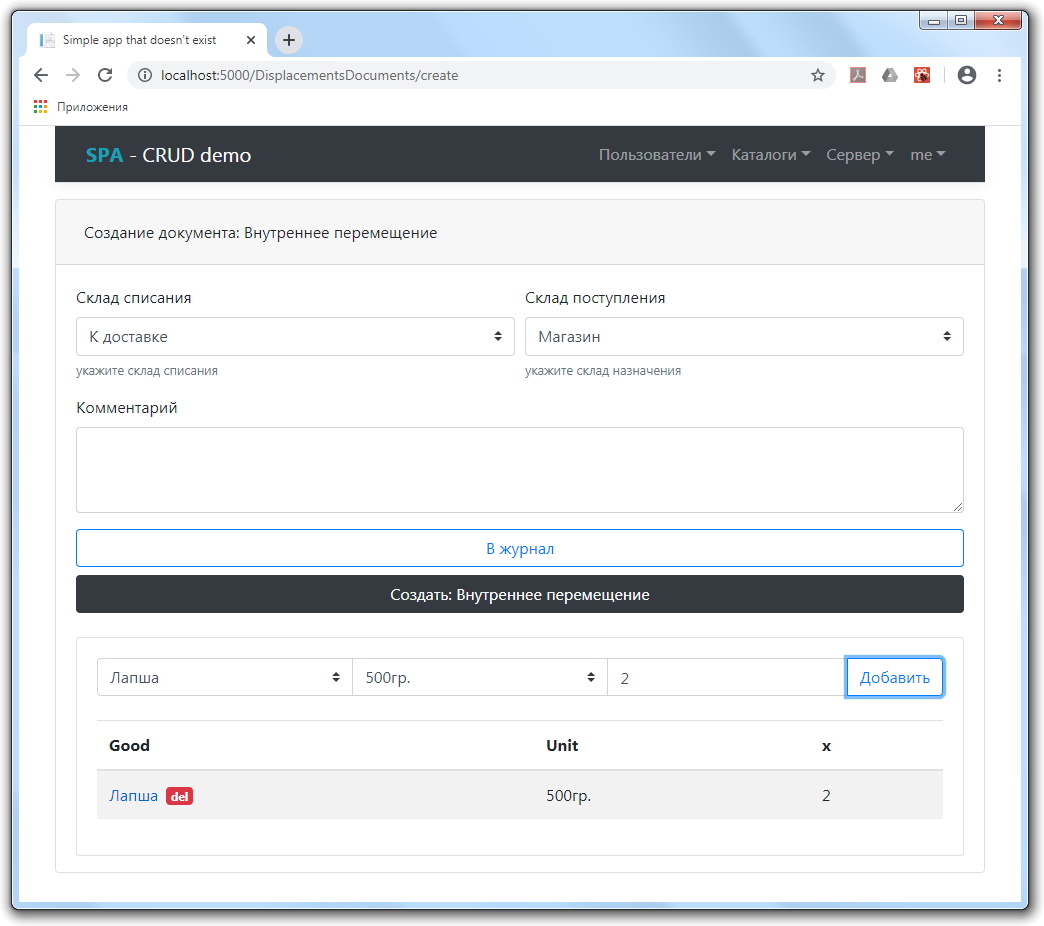 Simple app that doesn't exist
localhost:5000/DisplacementsDocuments/create
Приложения
SPA - CRUD demo Пользователи Каталоги Сервер me
Создание документа: Внутреннее перемещение
Склад списания Склад поступления
К доставке Магазин
укажите склад списания укажите склад назначения
Комментарий
В журнал
Создать: Внутреннее перемещение
Лапша 500гр. 2 Добавить
Good Unit x
Лапша del 500гр. 2